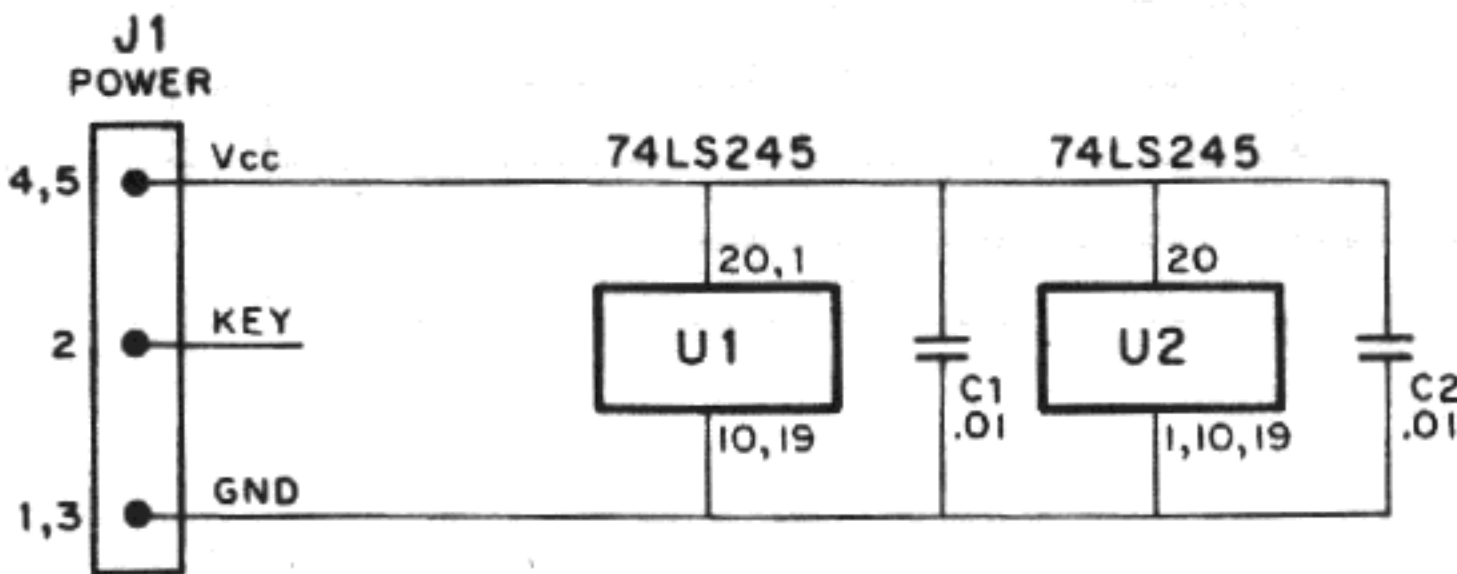 J1
POWER
4,5
Vcc
74LS245
74LS245
20,1
20
2
KEY
U1
U2
C1
.01
C2
.01
10,19
1,10,19
1,3
GND